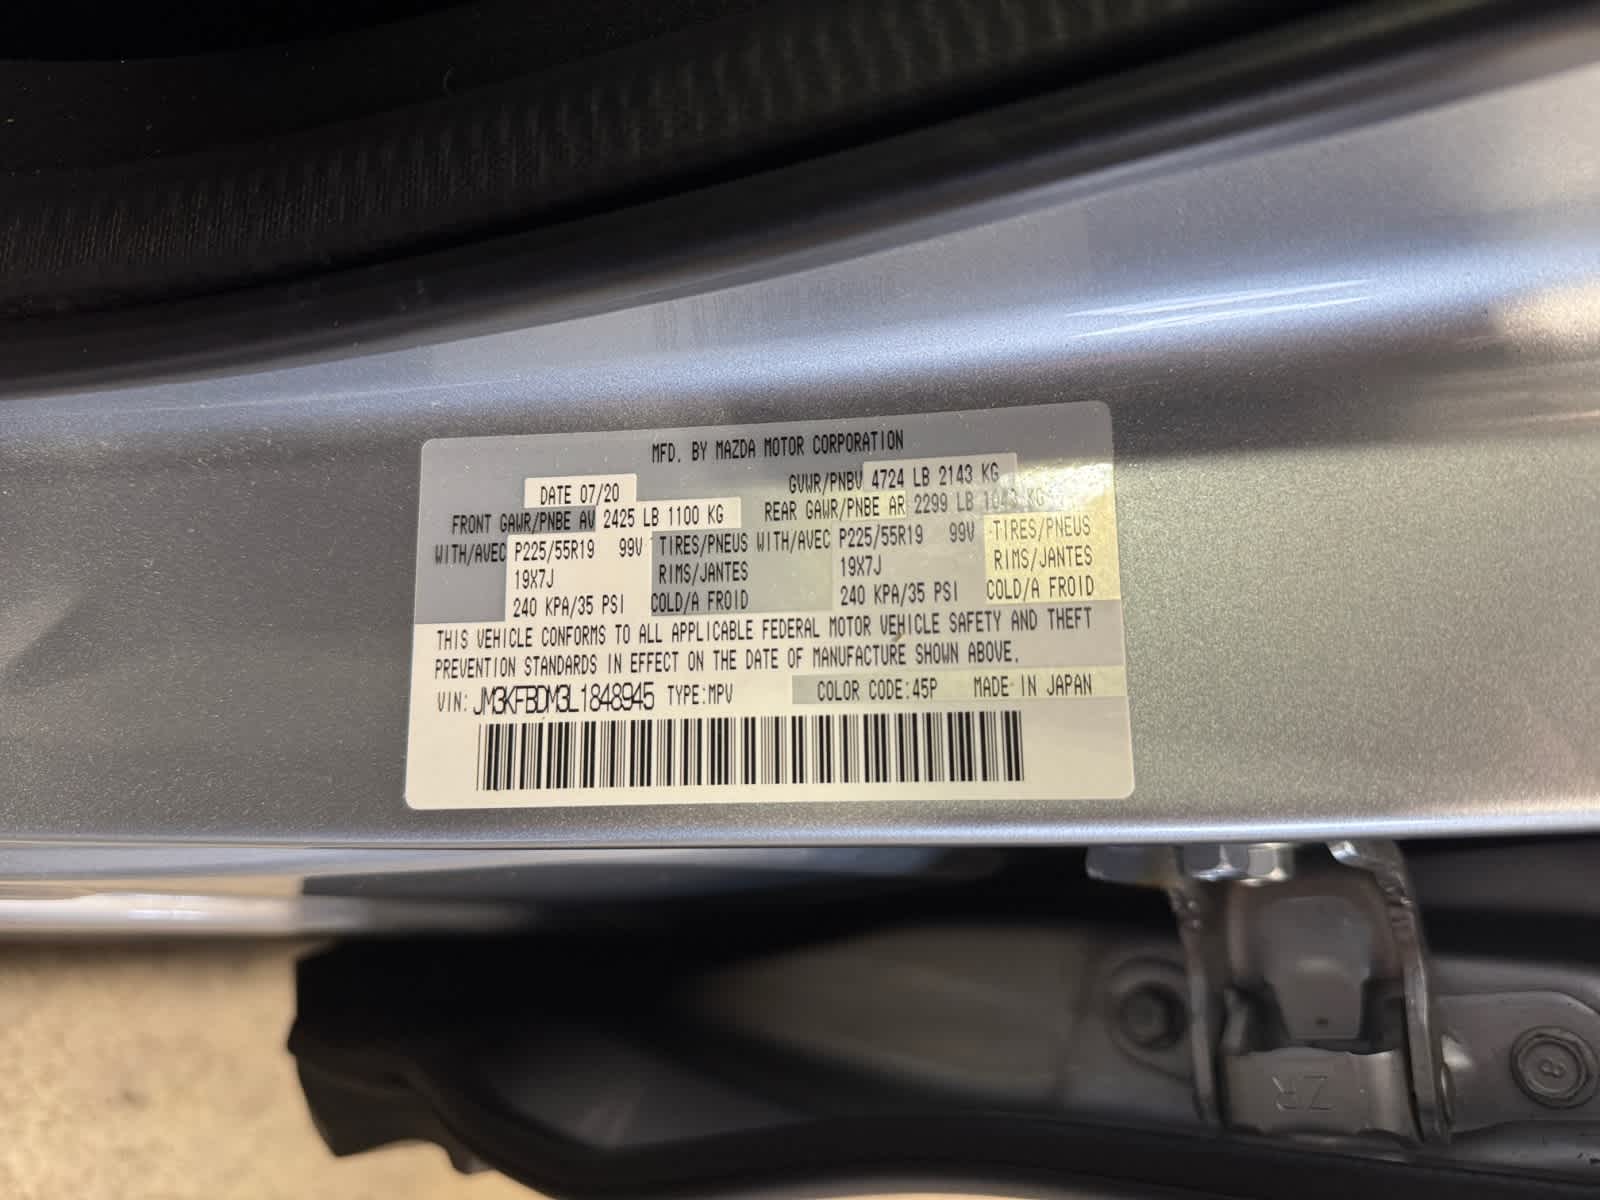 MFD. BY MAZDA MOTOR CORPORATION
DATE 07/20 GVWR/PNBV 4724 LB 2143 KG
FRONT GAWR/PNBE AV 2425 LB 1100 KG REAR GAWR/PNBE AR 2299 LB 1043 KG
WITH/AVEC P225/55R19 99V TIRES/PNEUS WITH/AVEC P225/55R19 99V TIRES/PNEUS
19X7J RIMS/JANTES 19X7J RIMS/JANTES
240 KPA/35 PSI COLD/A FROID 240 KPA/35 PSI COLD/A FROID
THIS VEHICLE CONFORMS TO ALL APPLICABLE FEDERAL MOTOR VEHICLE SAFETY AND THEFT
PREVENTION STANDARDS IN EFFECT ON THE DATE OF MANUFACTURE SHOWN ABOVE.
VIN: JM3KFBDM3L1848945 TYPE:MPV COLOR CODE:45P MADE IN JAPAN
ZR
8